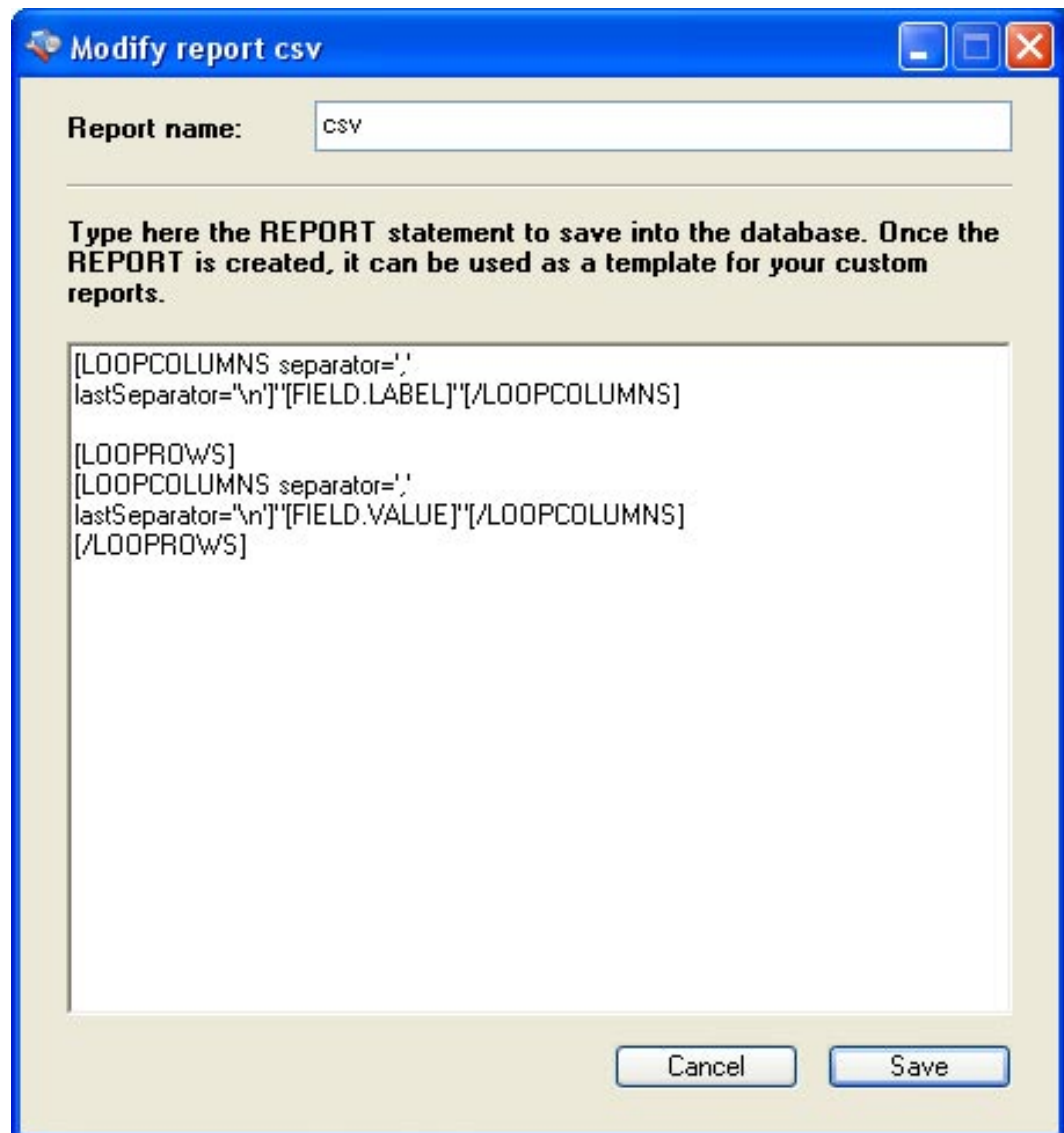 Modify report csv
Report name:
csv
Type here the REPORT statement to save into the database. Once the
REPORT is created, it can be used as a template for your custom
reports.
[LOOPCOLUMNS separator=','
lastSeparator='\n']"[FIELD.LABEL]"[/LOOPCOLUMNS]
[LOOPROWS]
[LOOPCOLUMNS separator=','
lastSeparator='\n']"[FIELD.VALUE]"[/LOOPCOLUMNS]
[/LOOPROWS]
Cancel
Save